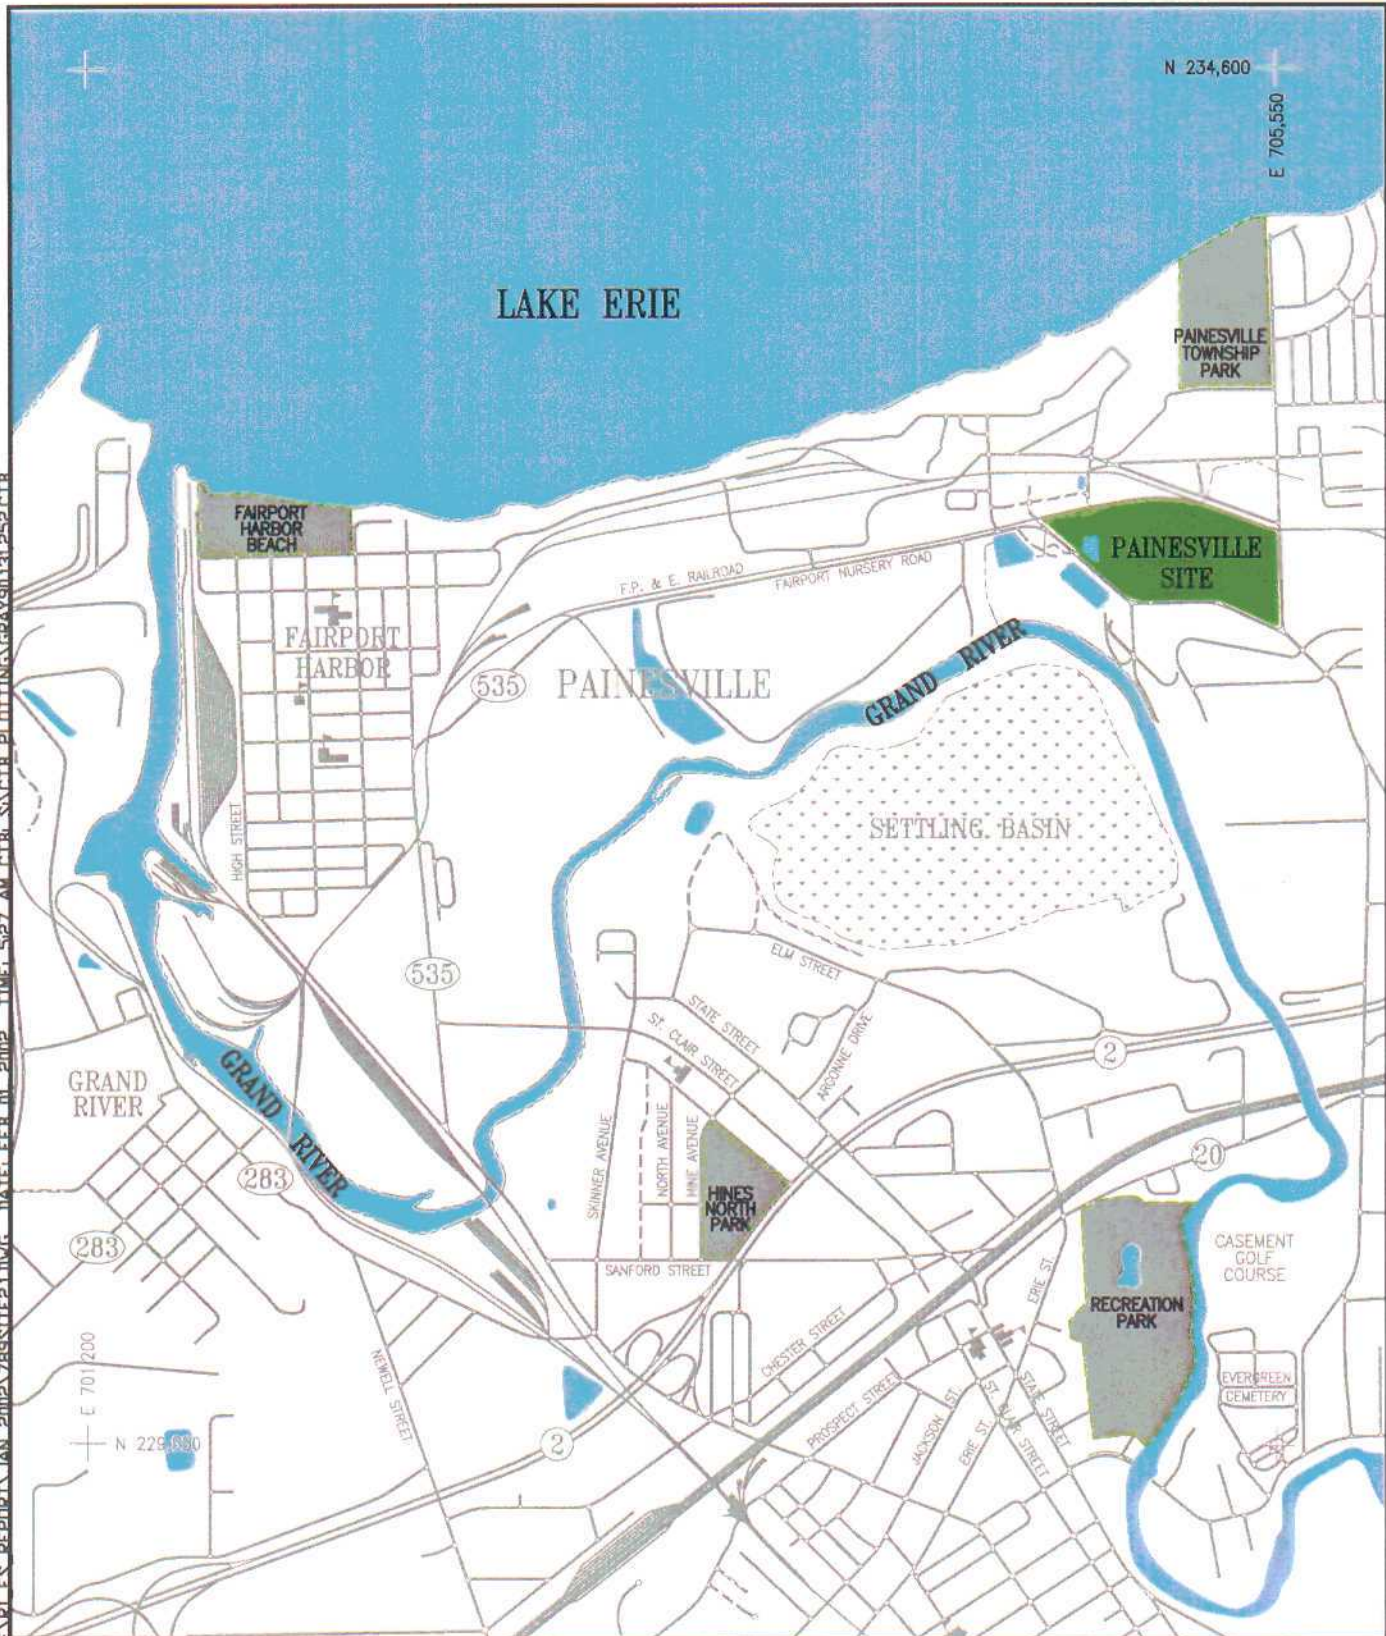 N 234,600
E 705,550
LAKE ERIE
PAINESVILLE
TOWNSHIP
PARK
FAIRPORT
HARBOR
BEACH
PAINESVILLE
SITE
F.P. & E. RAILROAD
FAIRPORT NURSERY ROAD
FAIRPORT
HARBOR
535
PAINESVILLE
GRAND RIVER
HIGH STREET
SETTLING BASIN
ELM STREET
535
STATE STREET
ST. CLAIR STREET
ARGONNE DRIVE
2
GRAND
RIVER
GRAND RIVER
283
283
SKINNER AVENUE
NORTH AVENUE
HINE AVENUE
HINES
NORTH
PARK
SANFORD STREET
20
CASEMENT
GOLF
COURSE
ERIE ST.
RECREATION
PARK
CHESTER STREET
NEWELL STREET
E 701,200
EVERGREEN
CEMETERY
PROSPECT STREET
JACKSON ST.
ERIE ST.
ST. CLAIR STREET
STATE STREET
2